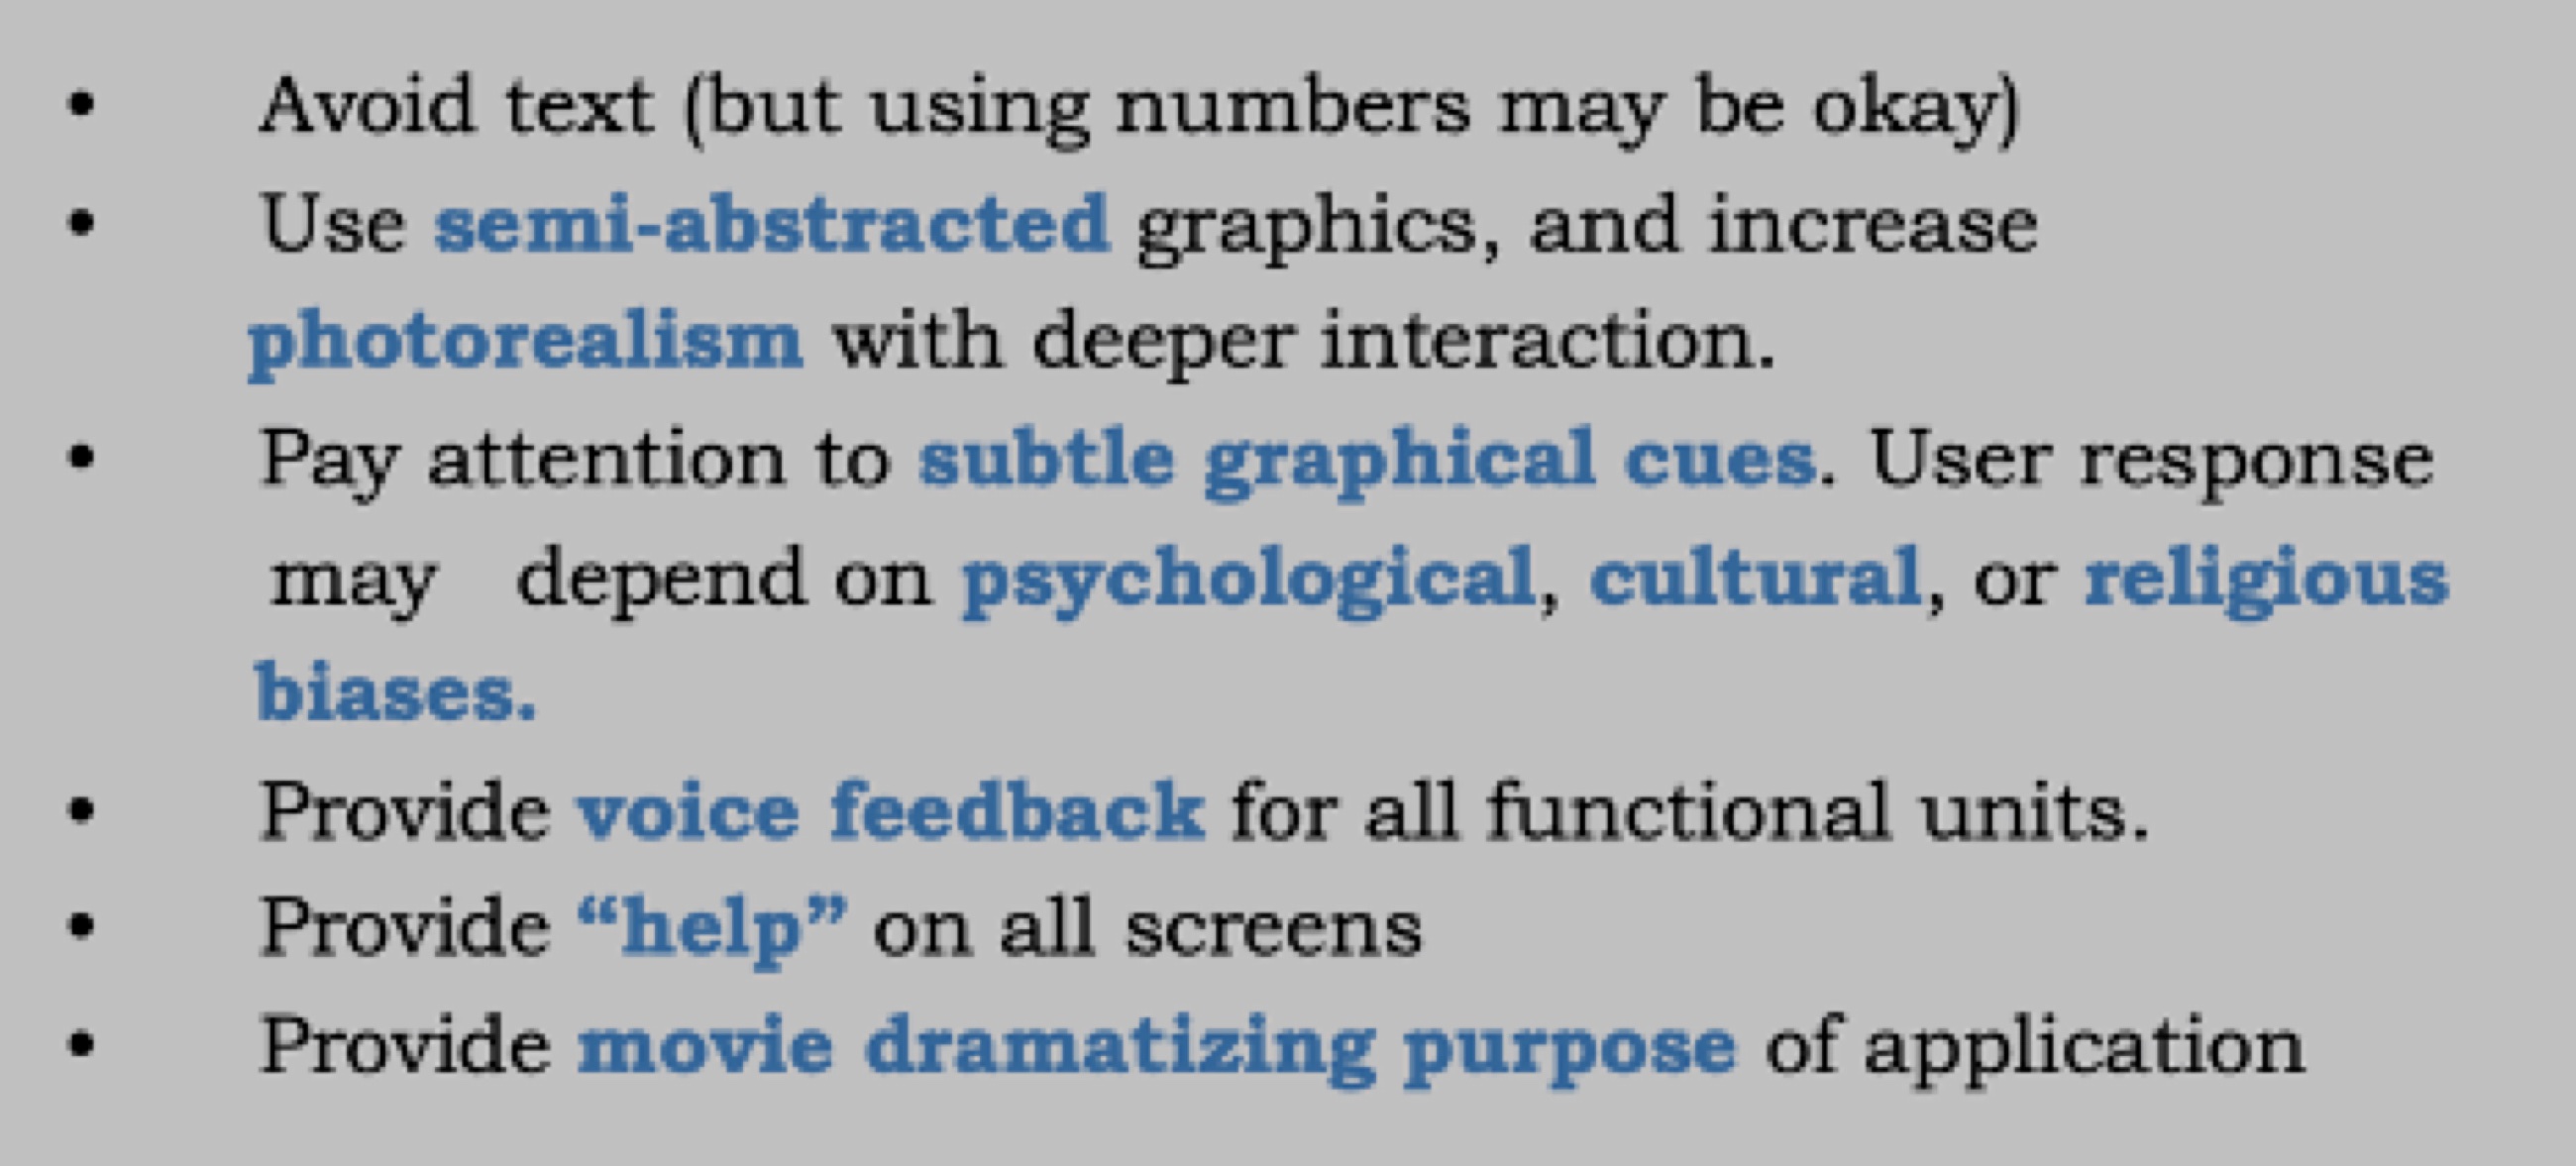 • Avoid text (but using numbers may be okay)
• Use semi-abstracted graphics, and increase
photorealism with deeper interaction.
• Pay attention to subtle graphical cues. User response
may depend on psychological, cultural, or religious
biases.
• Provide voice feedback for all functional units.
• Provide “help” on all screens
• Provide movie dramatizing purpose of application